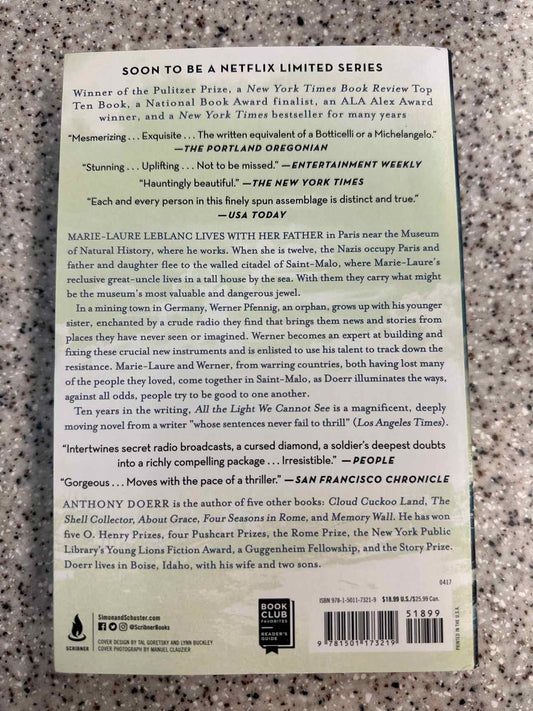 SOON TO BE A NETFLIX LIMITED SERIES
Winner of the Pulitzer Prize, a New York Times Book Review Top
Ten Book, a National Book Award finalist, an ALA Alex Award
winner, and a New York Times bestseller for many years
“Mesmerizing . . . Exquisite . . . The written equivalent of a Botticelli or a Michelangelo.”
—THE PORTLAND OREGONIAN
“Stunning . . . Uplifting . . . Not to be missed.” —ENTERTAINMENT WEEKLY
“Hauntingly beautiful.” —THE NEW YORK TIMES
“Each and every person in this finely spun assemblage is distinct and true.”
—USA TODAY
MARIE-LAURE LEBLANC LIVES WITH HER FATHER in Paris near the Museum
of Natural History, where he works. When she is twelve, the Nazis occupy Paris and
father and daughter flee to the walled citadel of Saint-Malo, where Marie-Laure’s
reclusive great-uncle lives in a tall house by the sea. With them they carry what might
be the museum’s most valuable and dangerous jewel.
In a mining town in Germany, Werner Pfennig, an orphan, grows up with his younger
sister, enchanted by a crude radio they find that brings them news and stories from
places they have never seen or imagined. Werner becomes an expert at building and
fixing these crucial new instruments and is enlisted to use his talent to track down the
resistance. Marie-Laure and Werner, from warring countries, both having lost many
of the people they loved, come together in Saint-Malo, as Doerr illuminates the ways,
against all odds, people try to be good to one another.
Ten years in the writing, All the Light We Cannot See is a magnificent, deeply
moving novel from a writer "whose sentences never fail to thrill” (Los Angeles Times).
“Intertwines secret radio broadcasts, a cursed diamond, a soldier’s deepest doubts
into a richly compelling package . . . Irresistible.” —PEOPLE
“Gorgeous . . . Moves with the pace of a thriller.” —SAN FRANCISCO CHRONICLE
ANTHONY DOERR is the author of five other books: Cloud Cuckoo Land, The
Shell Collector, About Grace, Four Seasons in Rome, and Memory Wall. He has won
five O. Henry Prizes, four Pushcart Prizes, the Rome Prize, the New York Public
Library’s Young Lions Fiction Award, a Guggenheim Fellowship, and the Story Prize.
Doerr lives in Boise, Idaho, with his wife and two sons.
0417
SimonandSchuster.com
@ScribnerBooks
SCRIBNER
COVER DESIGN BY TAL GORETSKY AND LYNN BUCKLEY
COVER PHOTOGRAPH BY MANUEL CLAUZIER
BOOK
CLUB
FAVORITES
READER’S
GUIDE
ISBN 978-1-5011-7321-9 $18.99 U.S./$25.99 Can.
51899
9 781501 173219
PRINTED IN THE U.S.A.